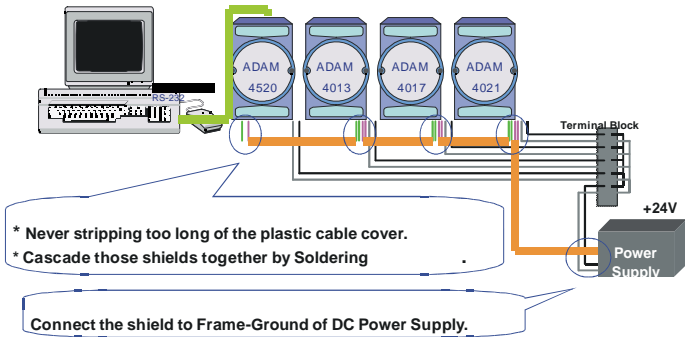 ADAM
4520
ADAM
4013
ADAM
4017
ADAM
4021
RS-232
Terminal Block
+24V
Power
Supply
* Never stripping too long of the plastic cable cover.
* Cascade those shields together by Soldering .
Connect the shield to Frame-Ground of DC Power Supply.